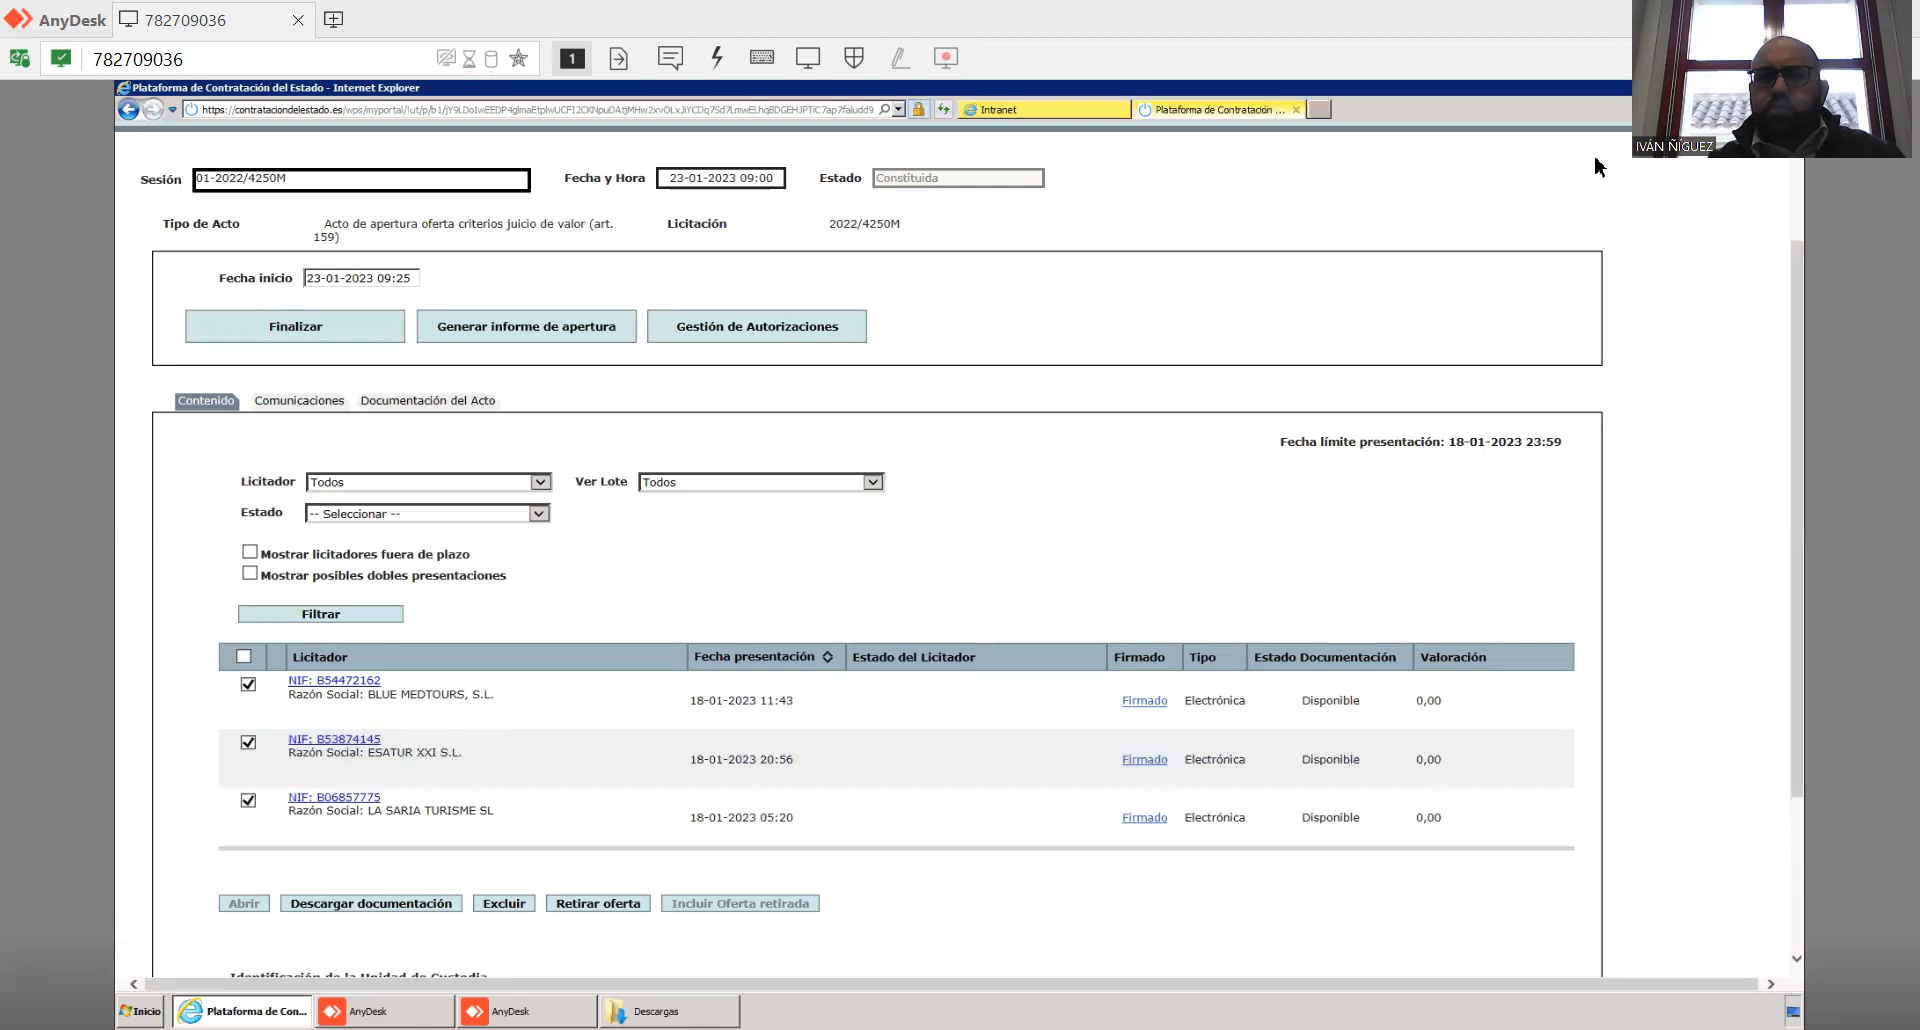 AnyDesk 782709036
782709036 1
Plataforma de Contratación del Estado - Internet Explorer
Intranet Plataforma de Contratación ...
IVÁN ÑÍGUEZ
Sesión 01-2022/4250M Fecha y Hora 23-01-2023 09:00 Estado Constituida
Tipo de Acto Acto de apertura oferta criterios juicio de valor (art. Licitación 2022/4250M
159)
Fecha inicio 23-01-2023 09:25
Finalizar Generar informe de apertura Gestión de Autorizaciones
Contenido Comunicaciones Documentación del Acto
Fecha límite presentación: 18-01-2023 23:59
Licitador Todos Ver Lote Todos
Estado -- Seleccionar --
Mostrar licitadores fuera de plazo
Mostrar posibles dobles presentaciones
Filtrar
Licitador Fecha presentación Estado del Licitador Firmado Tipo Estado Documentación Valoración
NIF: B54472162
Razón Social: BLUE MEDTOURS, S.L.
18-01-2023 11:43 Firmado Electrónica Disponible 0,00
NIF: B53874145
Razón Social: ESATUR XXI S.L.
18-01-2023 20:56 Firmado Electrónica Disponible 0,00
NIF: B06857775
Razón Social: LA SARIA TURISME SL
18-01-2023 05:20 Firmado Electrónica Disponible 0,00
Abrir Descargar documentación Excluir Retirar oferta Incluir Oferta retirada
Identificación de la Unidad de Custodia
Inicio Plataforma de Con... AnyDesk AnyDesk Descargas